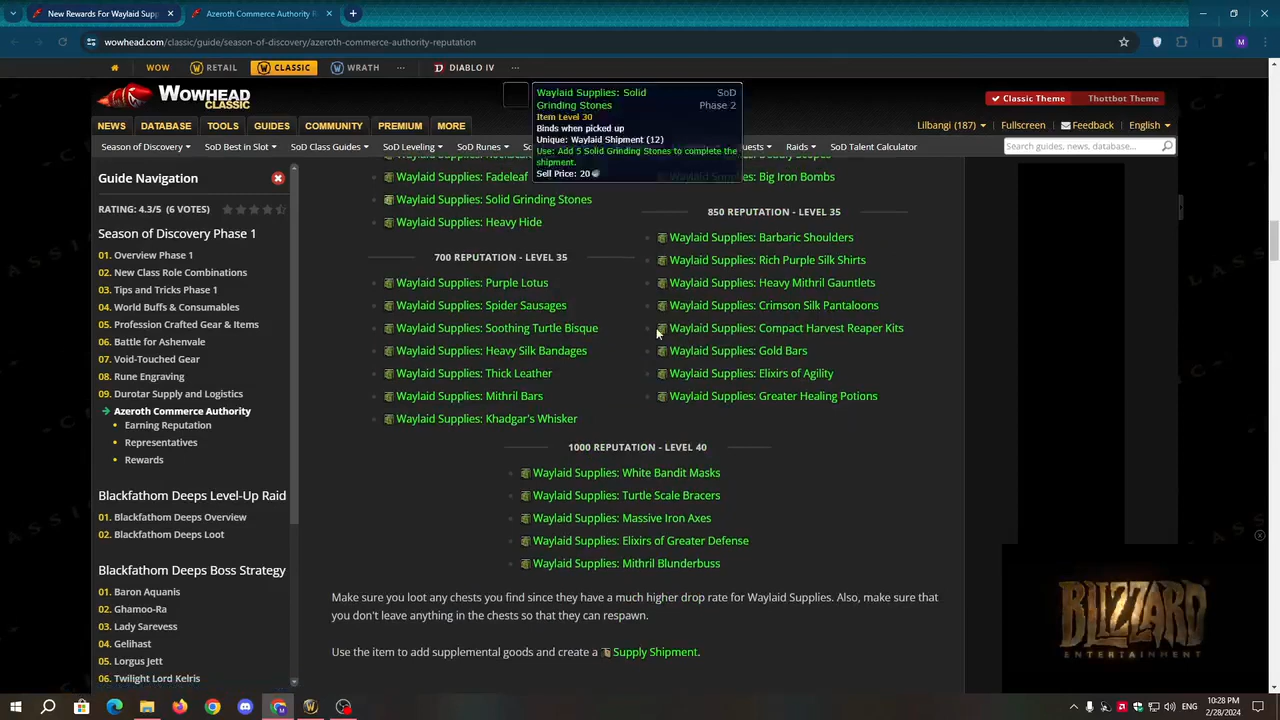 New Rewards For Waylaid Sup
Azeroth Commerce Authority R
wowhead.com/classic/guide/season-of-discovery/azeroth-commerce-authority-reputation
WOW
RETAIL
CLASSIC
WRATH
DIABLO IV
WOWHEAD
CLASSIC
Classic Theme
Thottbot Theme
NEWS
DATABASE
TOOLS
GUIDES
COMMUNITY
PREMIUM
MORE
Lilbangi (187)
Fullscreen
Feedback
English
Season of Discovery
SoD Best in Slot
SoD Class Guides
SoD Leveling
SoD Runes
Raids
SoD Talent Calculator
Search guides, news, database...
Waylaid Supplies: Solid Grinding Stones
SoD
Phase 2
Item Level 30
Binds when picked up
Unique: Waylaid Shipment (12)
Use: Add 5 Solid Grinding Stones to complete the shipment.
Sell Price: 20
Guide Navigation
RATING: 4.3/5 (6 VOTES)
Season of Discovery Phase 1
01. Overview Phase 1
02. New Class Role Combinations
03. Tips and Tricks Phase 1
04. World Buffs & Consumables
05. Profession Crafted Gear & Items
06. Battle for Ashenvale
07. Void-Touched Gear
08. Rune Engraving
09. Durotar Supply and Logistics
Azeroth Commerce Authority
Earning Reputation
Representatives
Rewards
Blackfathom Deeps Level-Up Raid
01. Blackfathom Deeps Overview
02. Blackfathom Deeps Loot
Blackfathom Deeps Boss Strategy
01. Baron Aquanis
02. Ghamoo-Ra
03. Lady Sarevess
04. Gelihast
05. Lorgus Jett
06. Twilight Lord Kelris
Waylaid Supplies: Fadeleaf
Waylaid Supplies: Solid Grinding Stones
Waylaid Supplies: Heavy Hide
700 REPUTATION - LEVEL 35
Waylaid Supplies: Purple Lotus
Waylaid Supplies: Spider Sausages
Waylaid Supplies: Soothing Turtle Bisque
Waylaid Supplies: Heavy Silk Bandages
Waylaid Supplies: Thick Leather
Waylaid Supplies: Mithril Bars
Waylaid Supplies: Khadgar's Whisker
Big Iron Bombs
850 REPUTATION - LEVEL 35
Waylaid Supplies: Barbaric Shoulders
Waylaid Supplies: Rich Purple Silk Shirts
Waylaid Supplies: Heavy Mithril Gauntlets
Waylaid Supplies: Crimson Silk Pantaloons
Waylaid Supplies: Compact Harvest Reaper Kits
Waylaid Supplies: Gold Bars
Waylaid Supplies: Elixirs of Agility
Waylaid Supplies: Greater Healing Potions
1000 REPUTATION - LEVEL 40
Waylaid Supplies: White Bandit Masks
Waylaid Supplies: Turtle Scale Bracers
Waylaid Supplies: Massive Iron Axes
Waylaid Supplies: Elixirs of Greater Defense
Waylaid Supplies: Mithril Blunderbuss
Make sure you loot any chests you find since they have a much higher drop rate for Waylaid Supplies. Also, make sure that
you don't leave anything in the chests so that they can respawn.
Use the item to add supplemental goods and create a Supply Shipment.
BLIZZARD
ENTERTAINMENT
ENG
10:28 PM
2/28/2024